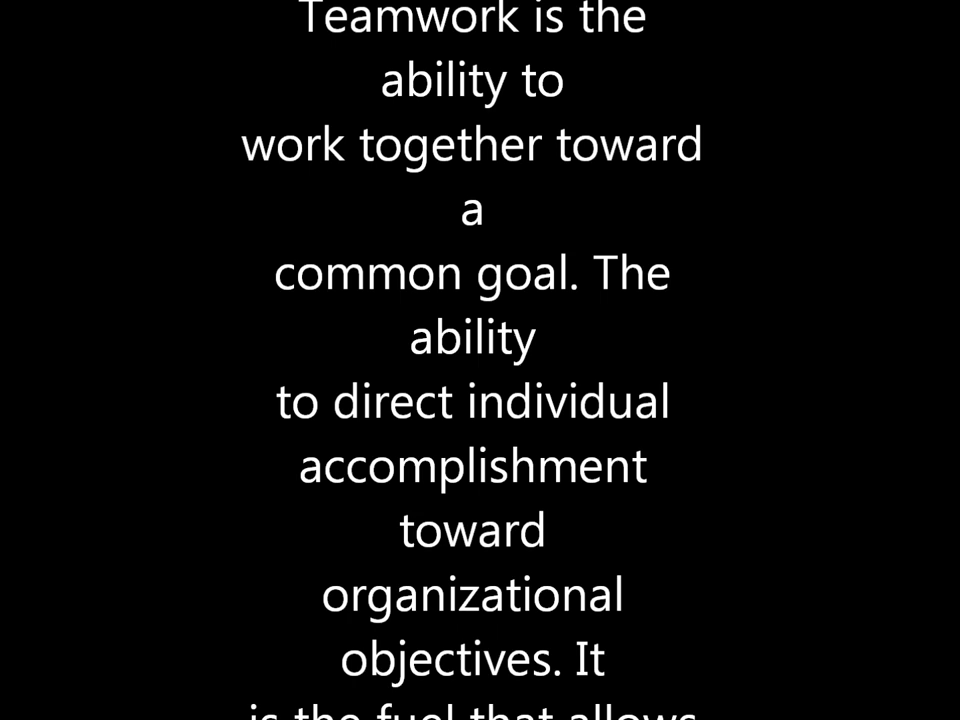 Teamwork is the
ability to
work together toward
a
common goal. The
ability
to direct individual
accomplishment
toward
organizational
objectives. It
is the fuel that allows